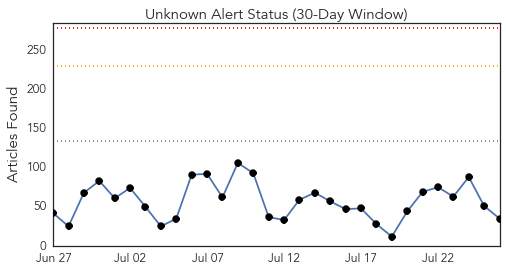 Unknown Alert Status (30-Day Window)
Articles Found
250
200
150
100
50
0
Jun 27
Jul 02
Jul 07
Jul 12
Jul 17
Jul 22